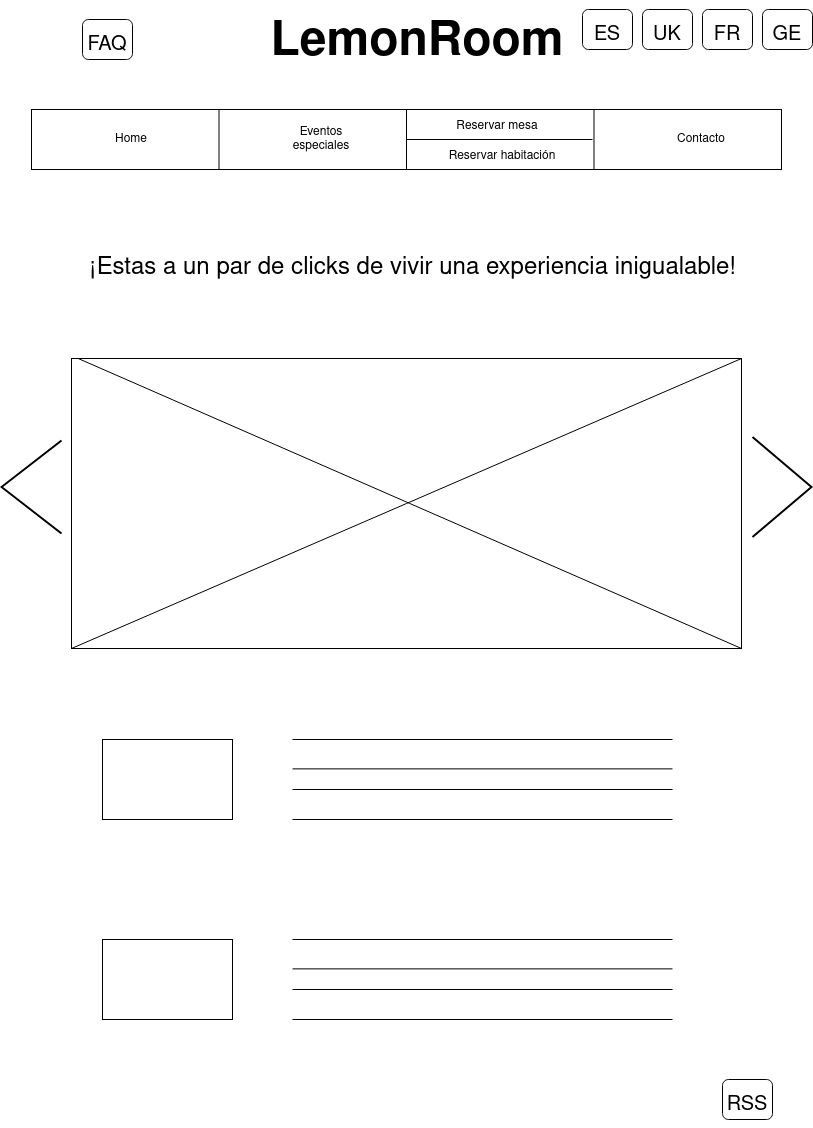 FAQ
LemonRoom
ES
UK
FR
GE
Home
Eventos
especiales
Reservar mesa
Reservar habitación
Contacto
¡Estas a un par de clicks de vivir una experiencia inigualable!
RSS